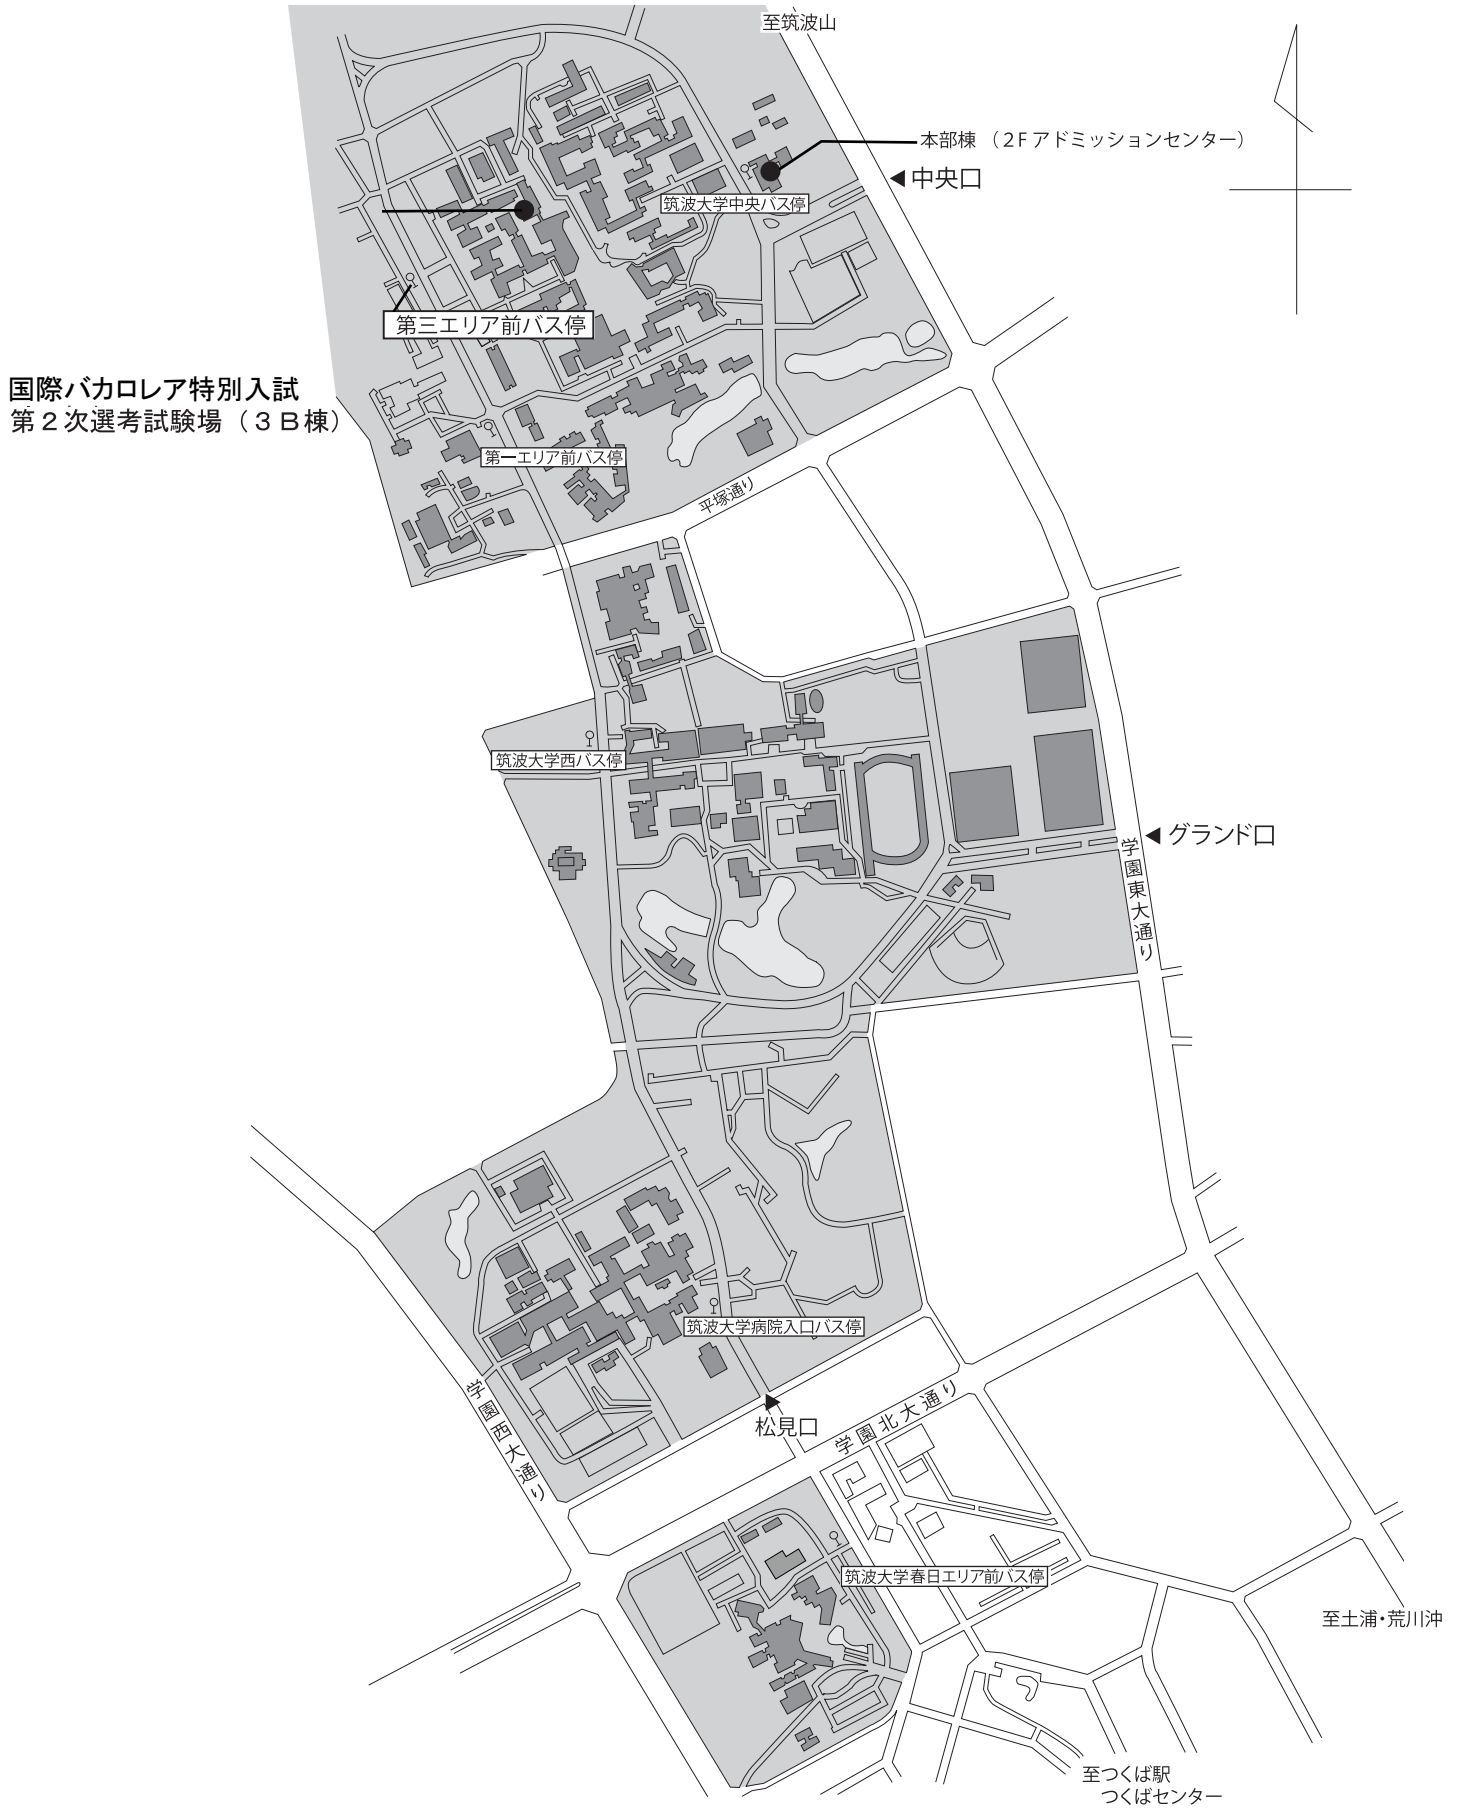 至筑波山
本部棟 （２Ｆアドミッションセンター）
◀中央口
筑波大学中央バス停
第三エリア前バス停
国際バカロレア特別入試
第２次選考試験場（３Ｂ棟）
第一エリア前バス停
平塚通り
筑波大学西バス停
◀グランド口
学園東大通り
筑波大学病院入口バス停
学園西大通り
松見口
学園北大通り
筑波大学春日エリア前バス停
至土浦・荒川沖
至つくば駅
つくばセンター